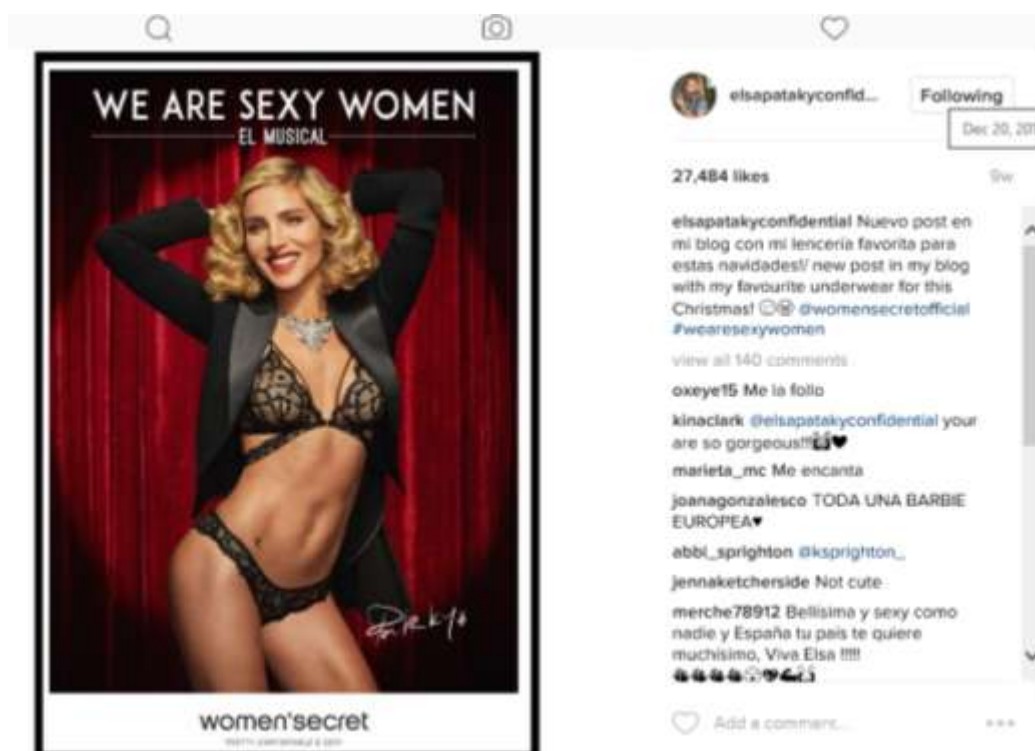 WE ARE SEXY WOMEN
EL MUSICAL
women'secret
elsapatakyconfid...
Following
Dec 20, 201
27,484 likes
9w
elsapatakyconfidential Nuevo post en
mi blog con mi lencería favorita para
estas navidades!/ new post in my blog
with my favourite underwear for this
Christmas! @womensecretofficial
#wearesexywomen
view all 140 comments
oxeye15 Me la follo
kinaclark @elsapatakyconfidential your
are so gorgeous!!!
marieta_mc Me encanta
joanagonzalesco TODA UNA BARBIE
EUROPEA♥
abbi_sprighton @ksprighton_
jennaketcherside Not cute
merche78912 Bellisima y sexy como
nadie y España tu pais te quiere
muchisimo, Viva Elsa !!!!!
Add a comment...